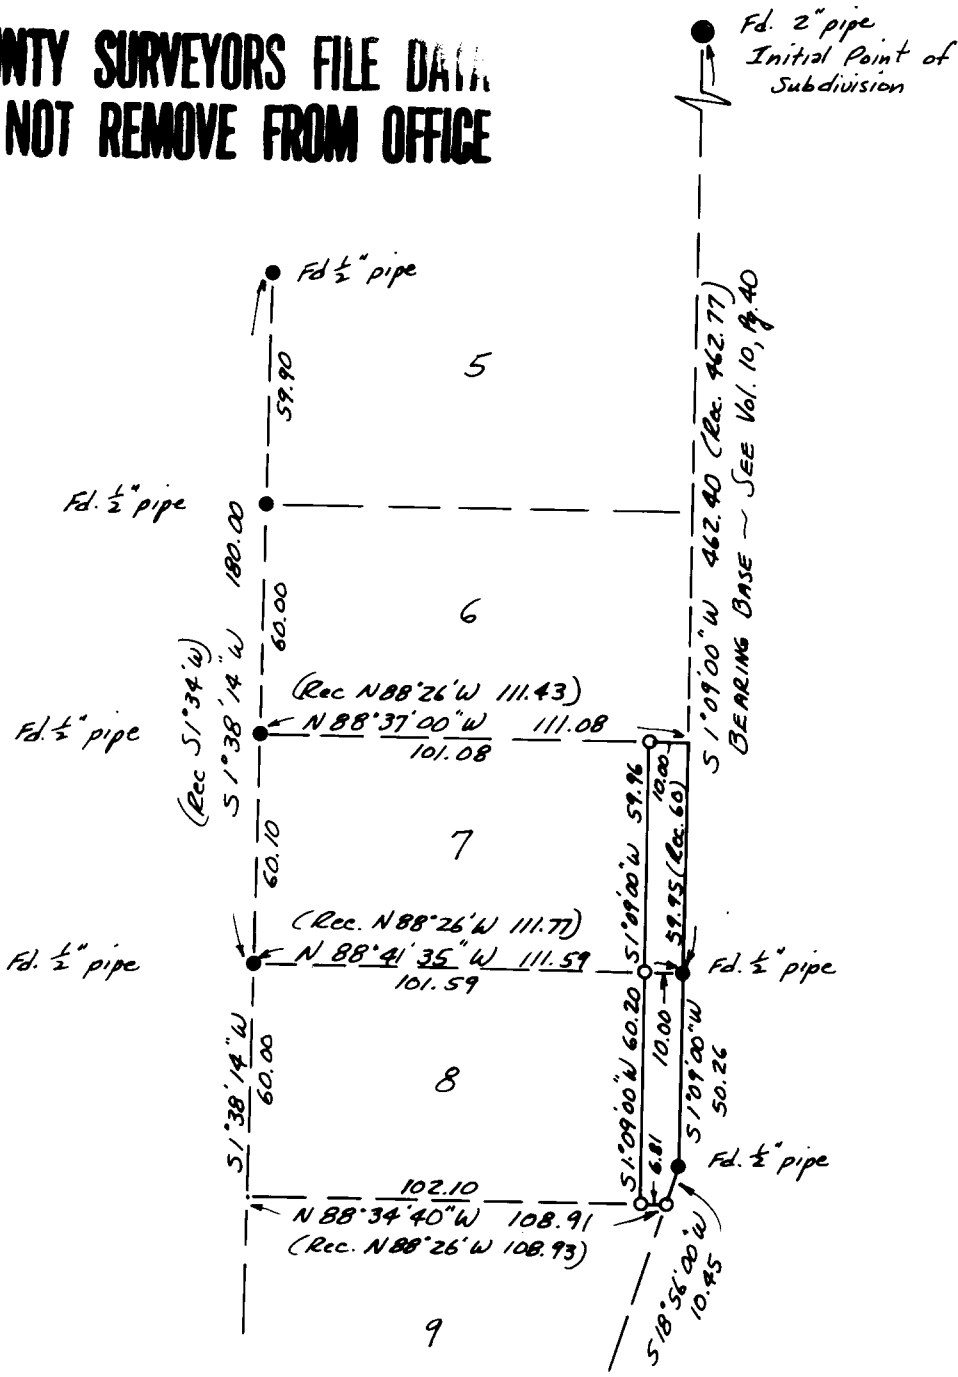 NTY SURVEYORS FILE DATA
NOT REMOVE FROM OFFICE
Fd. 2" pipe
Initial Point of
Subdivision
Fd ½" pipe
59.90
5
S 1°09'00" W 462.40 (Rec. 462.77)
BEARING BASE ~ SEE Vol. 10, Pg. 40
Fd. ½" pipe
(Rec S 1°34' W)
S 1°38'14" W 180.00
60.00
6
(Rec N 88°26' W 111.43)
Fd. ½" pipe
N 88°37'00" W 111.08
101.08
60.10
7
S 1°09'00" W 59.96
10.00
59.95 (Rec. 60)
(Rec. N 88°26' W 111.77)
Fd. ½" pipe
N 88°41'35" W 111.59
101.59
Fd. ½" pipe
S 1°38'14" W
60.00
8
S 1°09'00" W 60.20
10.00
S 1°09'00" W
50.26
6.81
Fd. ½" pipe
102.10
N 88°34'40" W 108.91
(Rec. N 88°26' W 108.93)
S 18°56'00" W
10.45
9